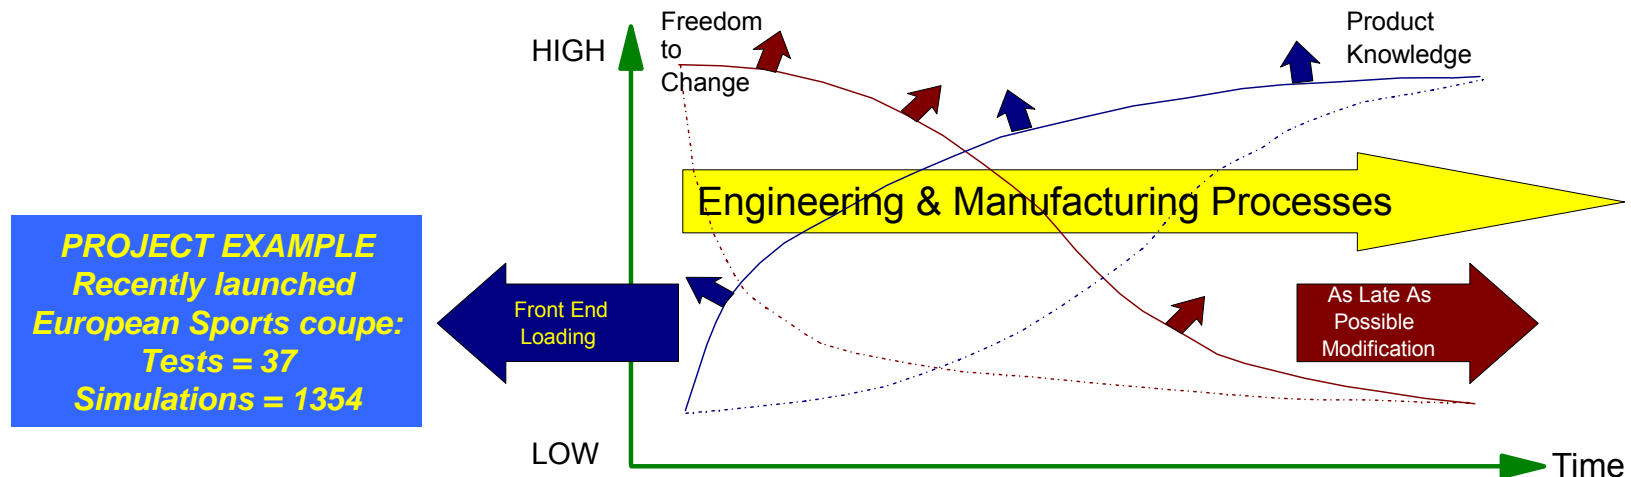 HIGH
Freedom
to
Change
Product
Knowledge
Engineering & Manufacturing Processes
PROJECT EXAMPLE
Recently launched
European Sports coupe:
Tests = 37
Simulations = 1354
Front End
Loading
As Late As
Possible
Modification
LOW
Time